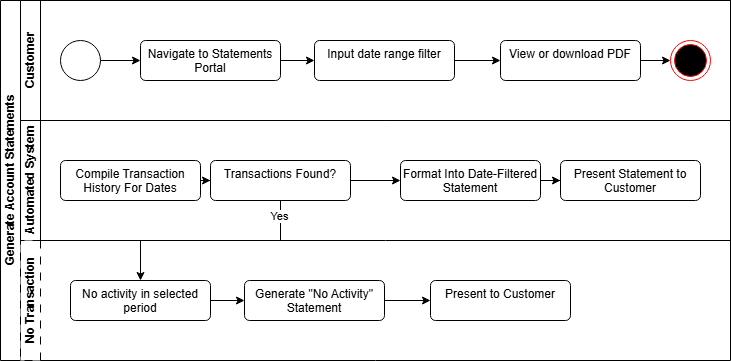 Generate Account Statements
Customer
Navigate to Statements
Portal
Input date range filter
View or download PDF
Automated System
Compile Transaction
History For Dates
Transactions Found?
Format Into Date-Filtered
Statement
Present Statement to
Customer
Yes
No Transaction
No activity in selected
period
Generate "No Activity"
Statement
Present to Customer